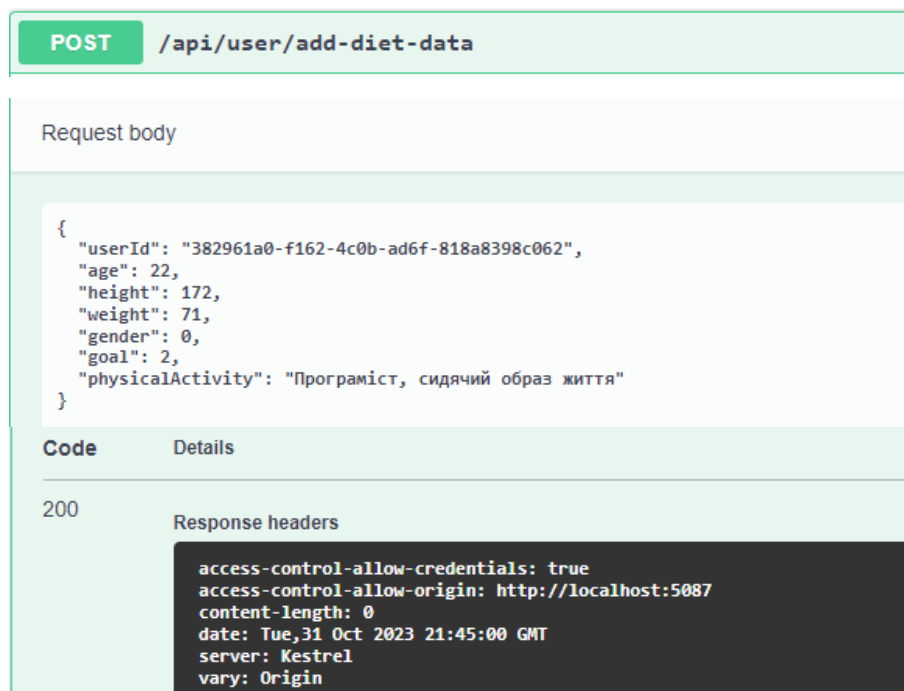 POST /api/user/add-diet-data
Request body
{
"userId": "382961a0-f162-4c0b-ad6f-818a8398c062",
"age": 22,
"height": 172,
"weight": 71,
"gender": 0,
"goal": 2,
"physicalActivity": "Програміст, сидячий образ життя"
}
Code Details
200
Response headers
access-control-allow-credentials: true
access-control-allow-origin: http://localhost:5087
content-length: 0
date: Tue,31 Oct 2023 21:45:00 GMT
server: Kestrel
vary: Origin